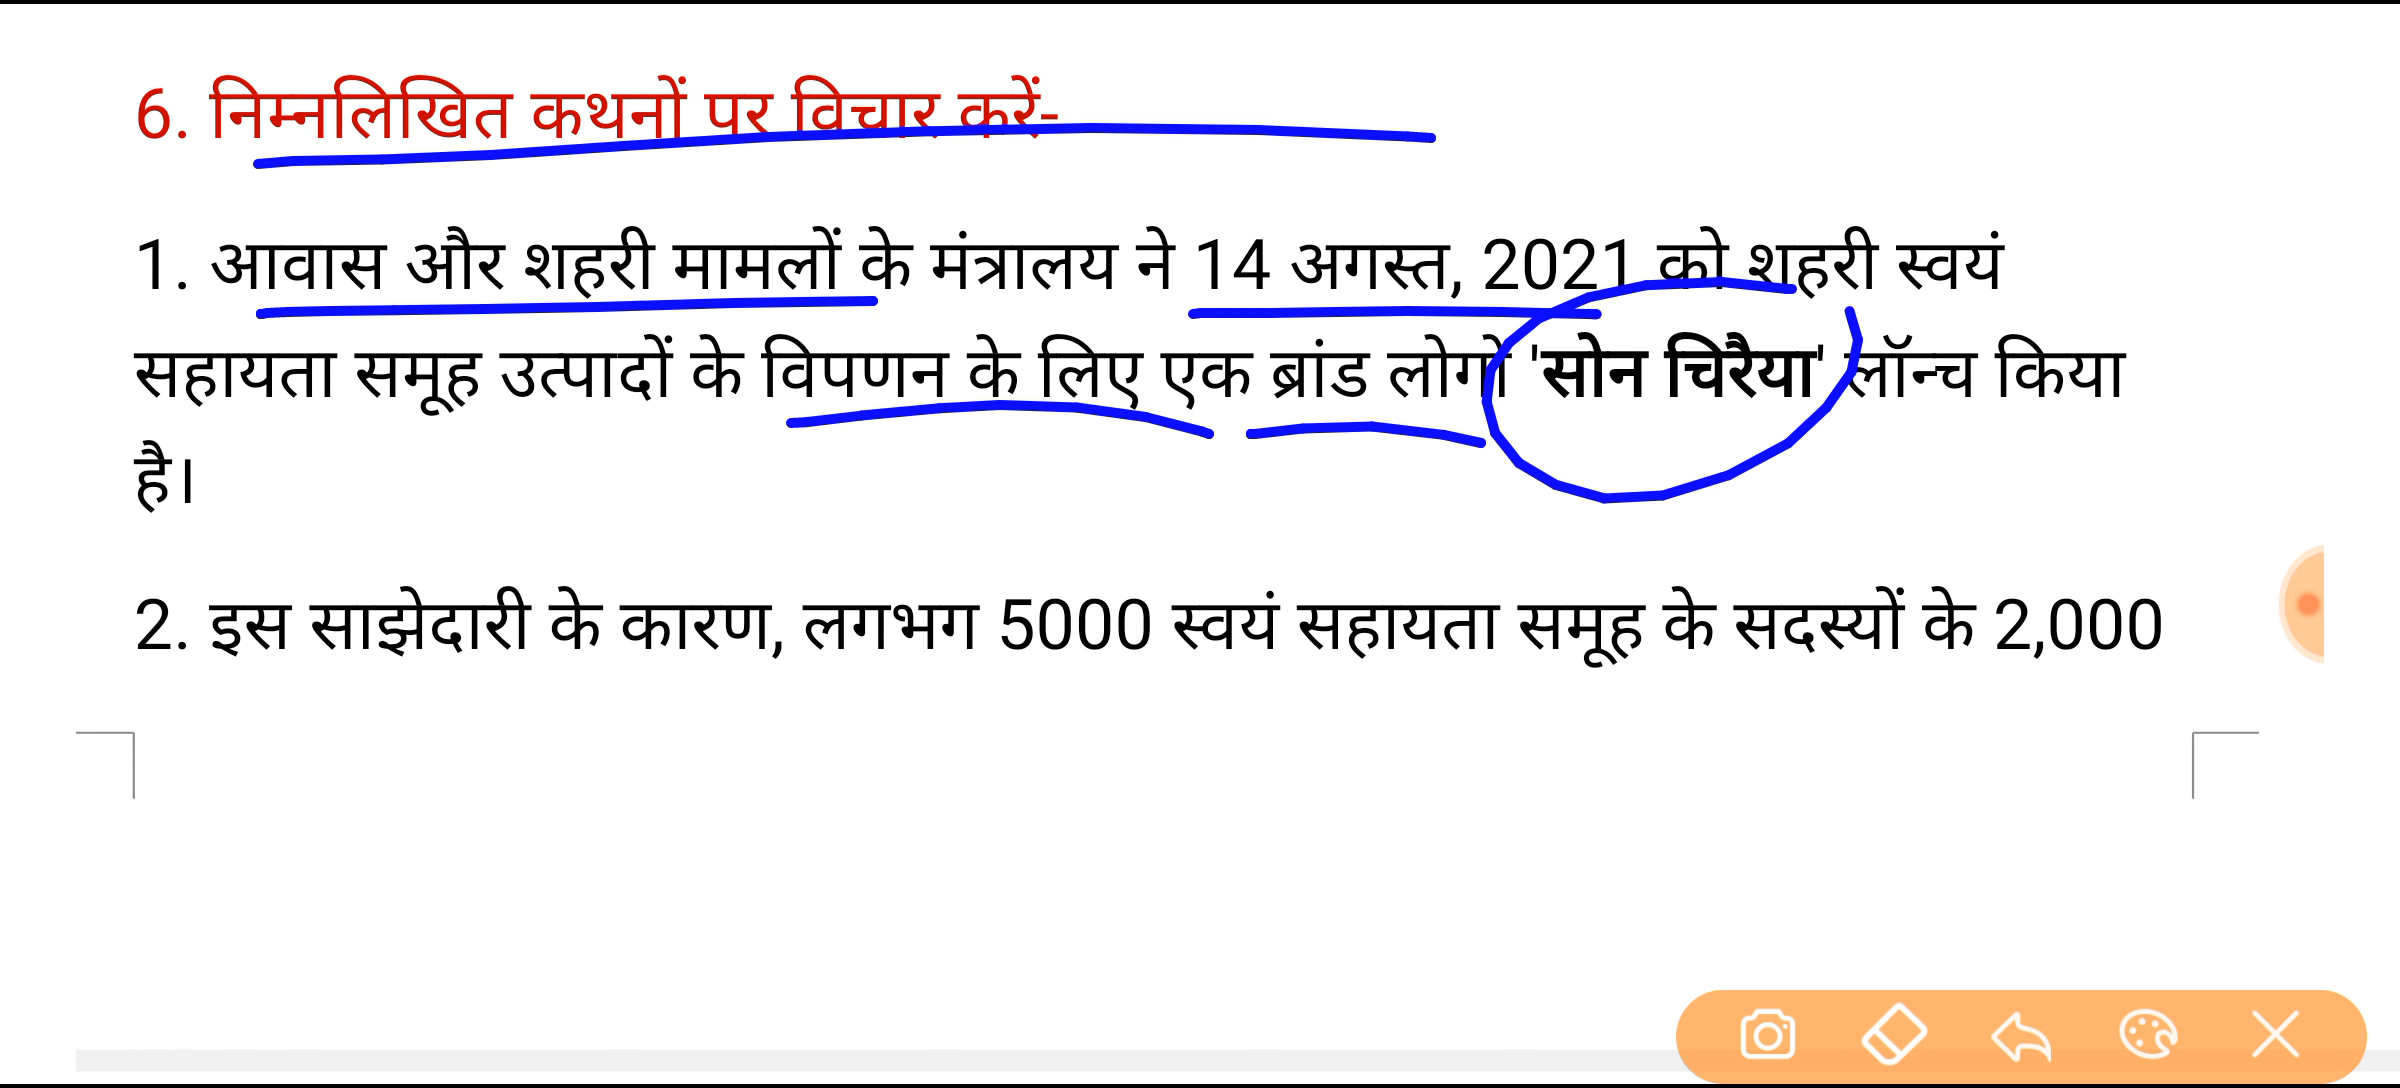 6. निम्नलिखित कथनों पर विचार करें-
1. आवास और शहरी मामलों के मंत्रालय ने 14 अगस्त, 2021 को शहरी स्वयं
सहायता समूह उत्पादों के विपणन के लिए एक ब्रांड लोगो 'सोन चिरैया' लॉन्च किया
है।
2. इस साझेदारी के कारण, लगभग 5000 स्वयं सहायता समूह के सदस्यों के 2,000